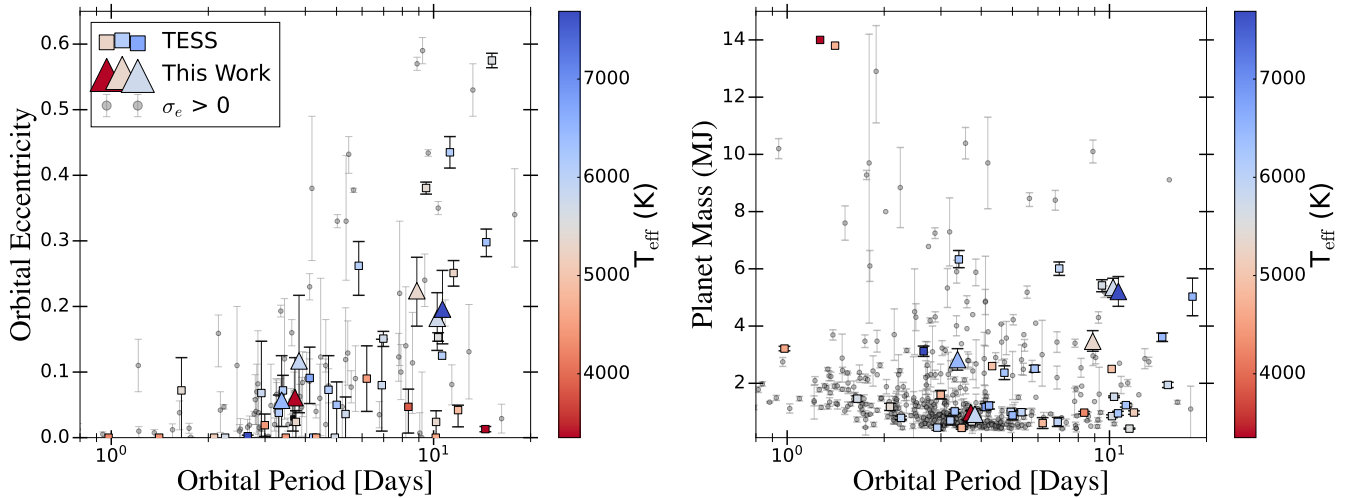 TESS
This Work
σe > 0
Orbital Eccentricity
0.6
0.5
0.4
0.3
0.2
0.1
0.0
10⁰
10¹
Orbital Period [Days]
7000
6000
5000
4000
Teff (K)
Planet Mass (MJ)
14
12
10
8
6
4
2
10⁰
10¹
Orbital Period [Days]
7000
6000
5000
4000
Teff (K)